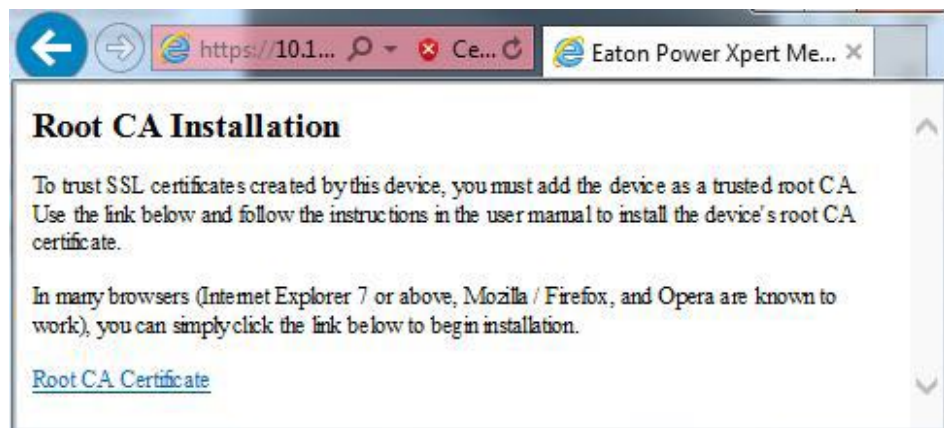 https://10.1... Ce... Eaton Power Xpert Me...
Root CA Installation
To trust SSL certificates created by this device, you must add the device as a trusted root CA.
Use the link below and follow the instructions in the user manual to install the device's root CA
certificate.
In many browsers (Internet Explorer 7 or above, Mozilla / Firefox, and Opera are known to
work), you can simply click the link below to begin installation.
Root CA Certificate